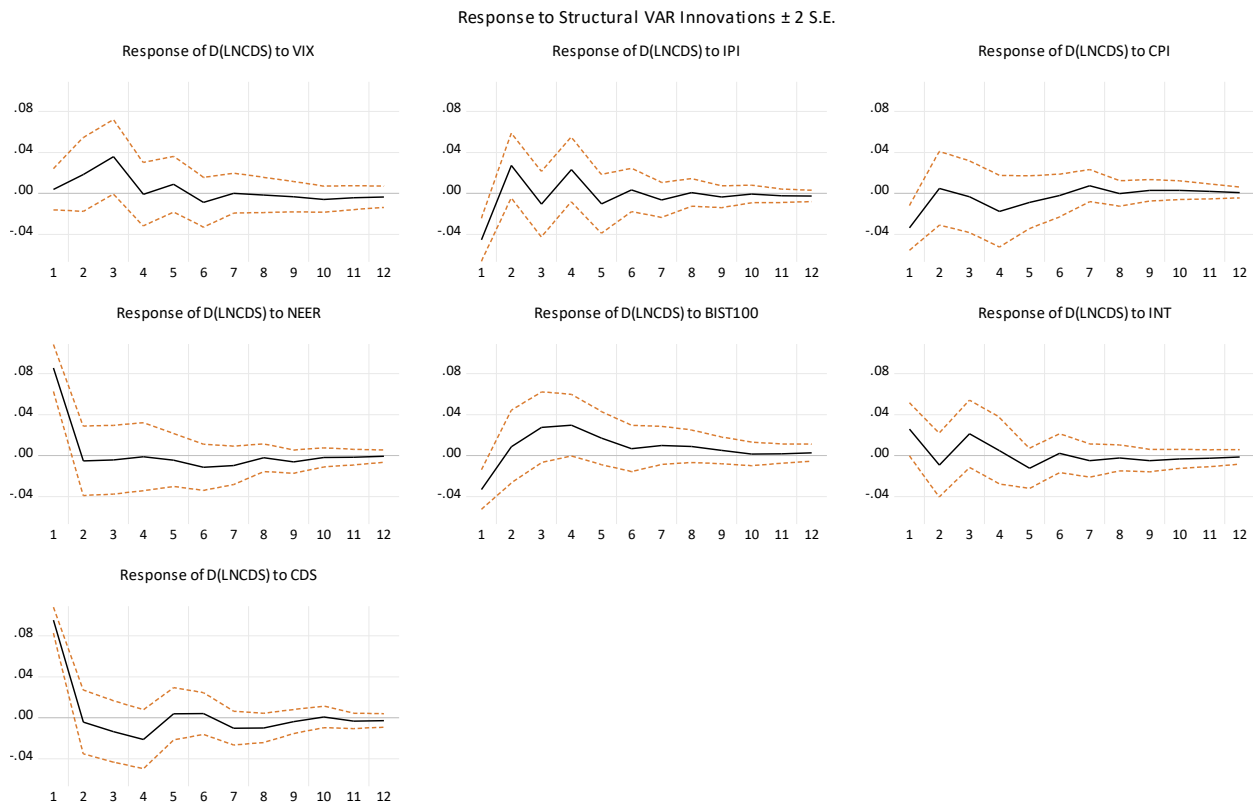 Response to Structural VAR Innovations ± 2 S.E.
Response of D(LNCDS) to VIX
.08
.04
.00
-.04
1 2 3 4 5 6 7 8 9 10 11 12
Response of D(LNCDS) to IPI
.08
.04
.00
-.04
1 2 3 4 5 6 7 8 9 10 11 12
Response of D(LNCDS) to CPI
.08
.04
.00
-.04
1 2 3 4 5 6 7 8 9 10 11 12
Response of D(LNCDS) to NEER
.08
.04
.00
-.04
1 2 3 4 5 6 7 8 9 10 11 12
Response of D(LNCDS) to BIST100
.08
.04
.00
-.04
1 2 3 4 5 6 7 8 9 10 11 12
Response of D(LNCDS) to INT
.08
.04
.00
-.04
1 2 3 4 5 6 7 8 9 10 11 12
Response of D(LNCDS) to CDS
.08
.04
.00
-.04
1 2 3 4 5 6 7 8 9 10 11 12